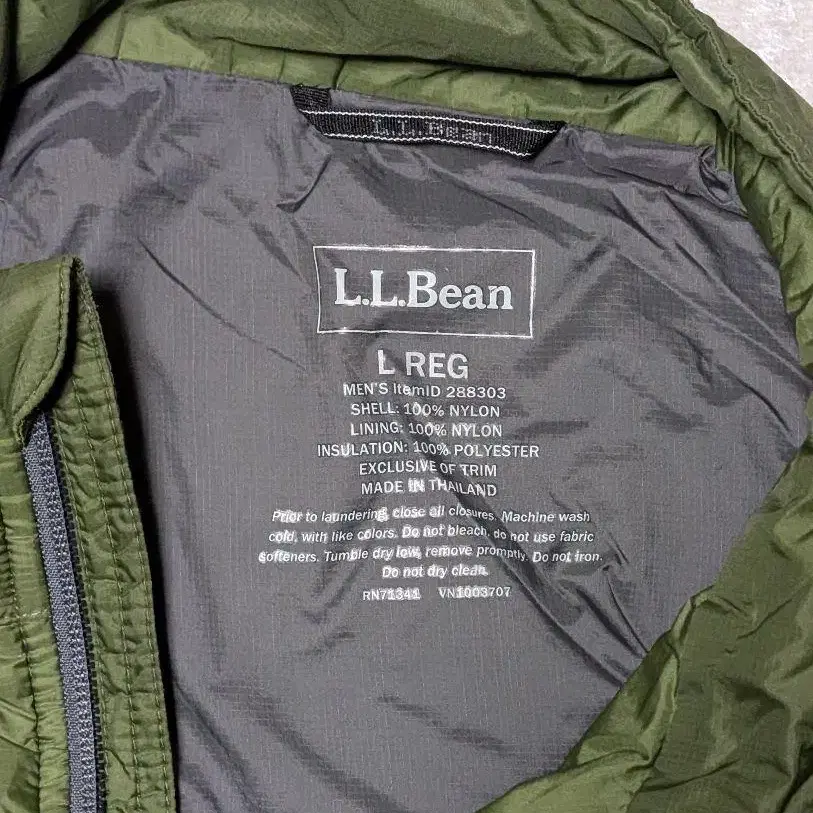 L.L.Bean
L.L.Bean
L REG
MEN'S ItemID 288303
SHELL: 100% NYLON
LINING: 100% NYLON
INSULATION: 100% POLYESTER
EXCLUSIVE OF TRIM
MADE IN THAILAND
Prior to laundering, close all closures. Machine wash
cold, with like colors. Do not bleach, do not use fabric
softeners. Tumble dry low, remove promptly. Do not iron.
Do not dry clean.
RN71341 VN1003707